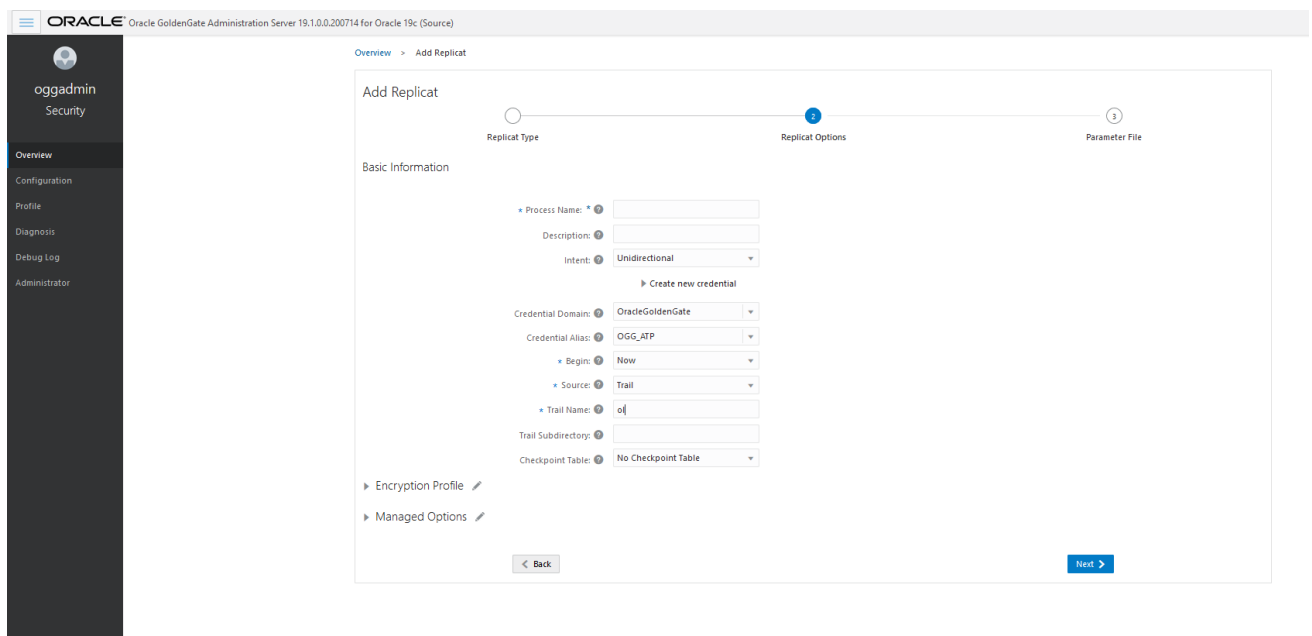 ORACLE Oracle GoldenGate Administration Server 19.1.0.0.200714 for Oracle 19c (Source)
oggadmin
Security
Overview
Configuration
Profile
Diagnosis
Debug Log
Administrator
Overview > Add Replicat
Add Replicat
2
3
Replicat Type
Replicat Options
Parameter File
Basic Information
* Process Name: * ?
Description: ?
Intent: ? Unidirectional
Create new credential
Credential Domain: ? OracleGoldenGate
Credential Alias: ? OGG_ATP
* Begin: ? Now
* Source: ? Trail
* Trail Name: ?
Trail Subdirectory: ?
Checkpoint Table: ? No Checkpoint Table
Encryption Profile
Managed Options
< Back
Next >